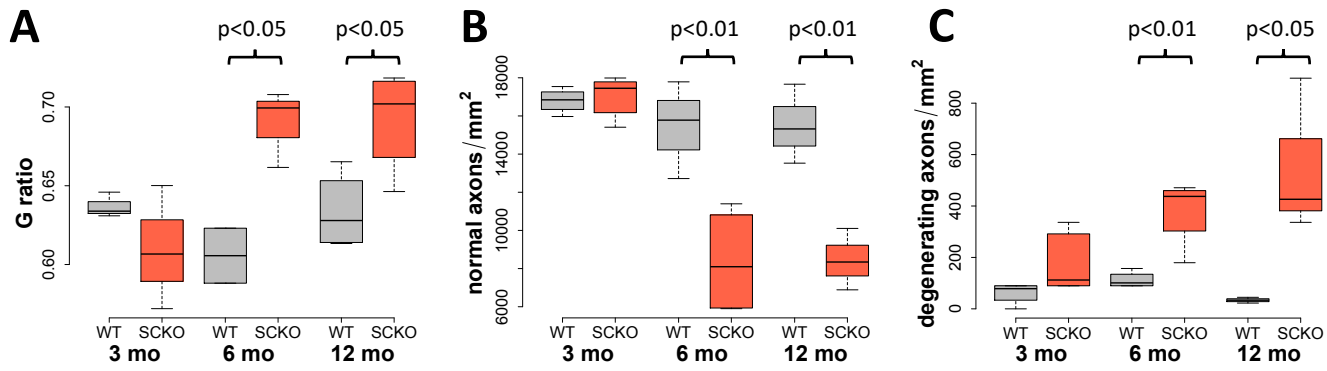 A
p<0.05
p<0.05
G ratio
0.70
0.65
0.60
WT
SCKO
WT
SCKO
WT
SCKO
3 mo
6 mo
12 mo
B
p<0.01
p<0.01
normal axons/mm²
18000
14000
10000
6000
WT
SCKO
WT
SCKO
WT
SCKO
3 mo
6 mo
12 mo
C
p<0.01
p<0.05
degenerating axons/mm²
800
600
400
200
0
WT
SCKO
WT
SCKO
WT
SCKO
3 mo
6 mo
12 mo